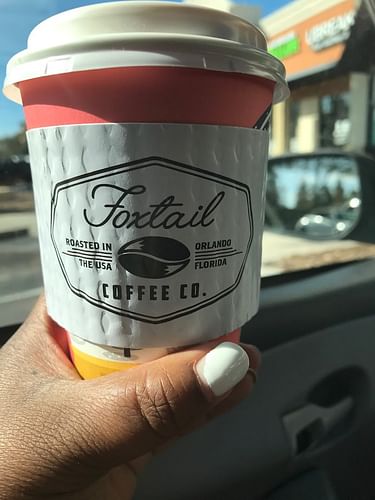 Foxtail
ROASTED IN ORLANDO
THE USA FLORIDA
COFFEE CO.